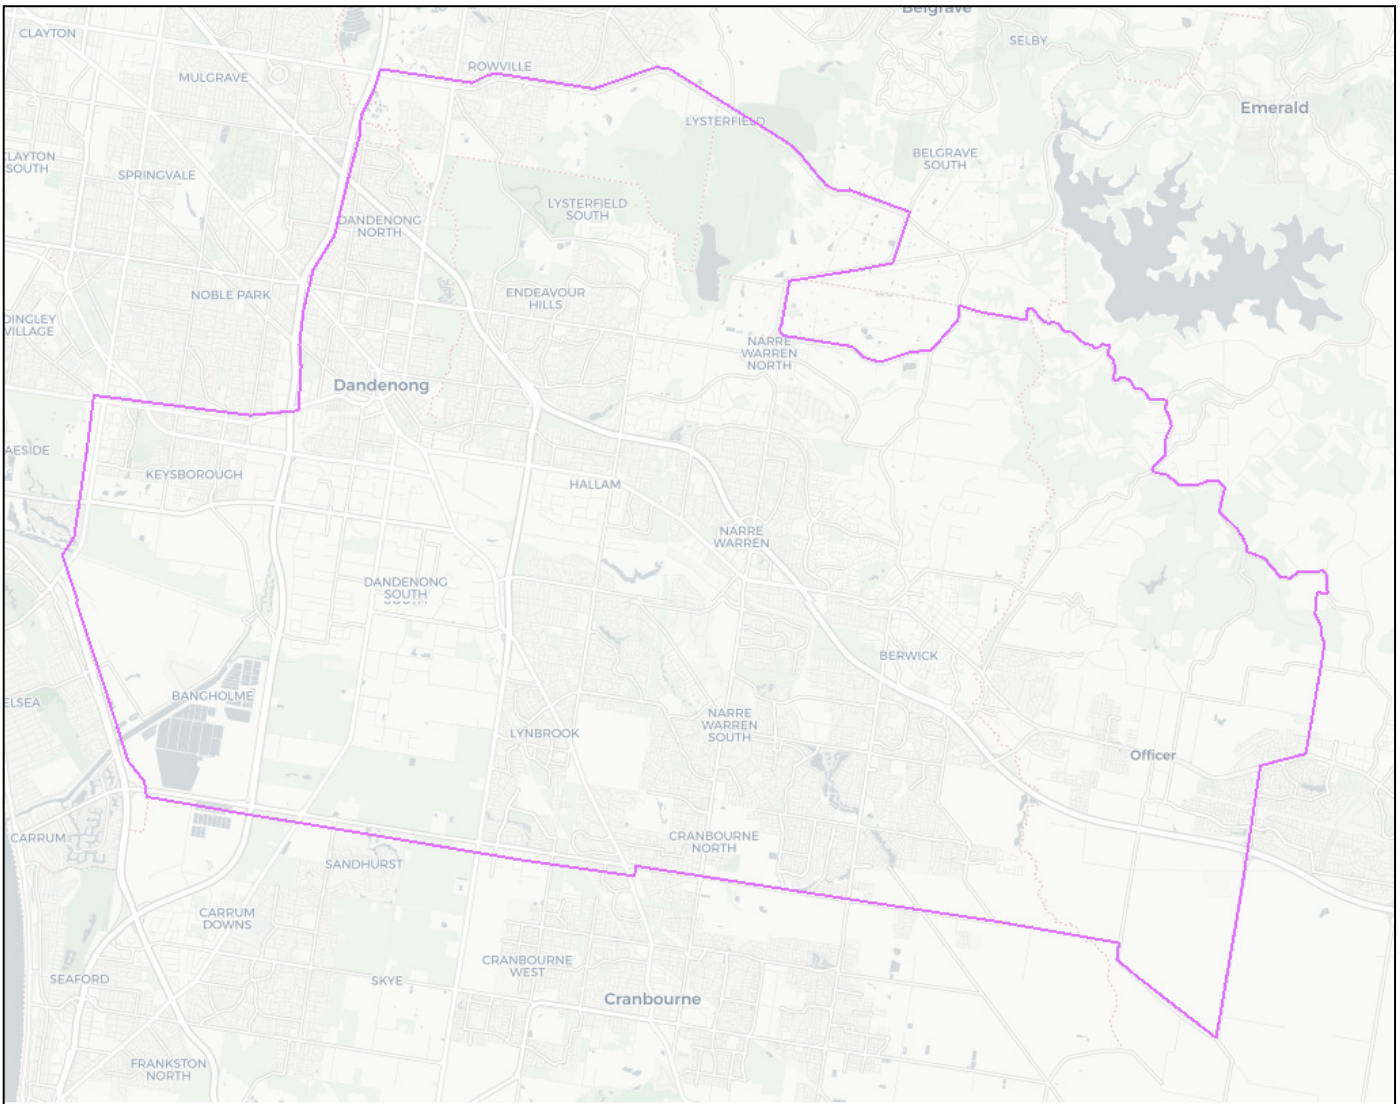 Belgrave
CLAYTON
SELBY
ROWVILLE
MULGRAVE
Emerald
LYSTERFIELD
CLAYTON
SOUTH
BELGRAVE
SOUTH
SPRINGVALE
LYSTERFIELD
SOUTH
DANDENONG
NORTH
NOBLE PARK
ENDEAVOUR
HILLS
DINGLEY
VILLAGE
NARRE
WARREN
NORTH
Dandenong
AESIDE
KEYSBOROUGH
HALLAM
NARRE
WARREN
DANDENONG
SOUTH
BERWICK
BANGHOLME
ELSEA
NARRE
WARREN
SOUTH
LYNBROOK
Officer
CARRUM
CRANBOURNE
NORTH
SANDHURST
CARRUM
DOWNS
CRANBOURNE
WEST
SEAFORD
SKYE
Cranbourne
FRANKSTON
NORTH